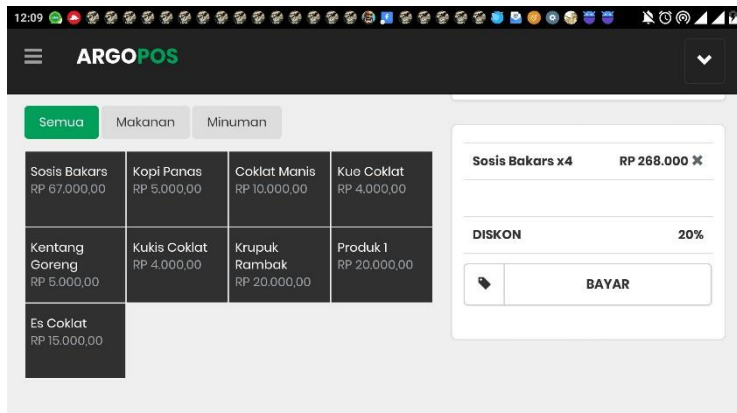 12:09
ARGOPOS
Semua Makanan Minuman
Sosis Bakars
RP 67.000,00
Kopi Panas
RP 5.000,00
Coklat Manis
RP 10.000,00
Kue Coklat
RP 4.000,00
Kentang
Goreng
RP 5.000,00
Kukis Coklat
RP 4.000,00
Krupuk
Rambak
RP 20.000,00
Produk 1
RP 20.000,00
Es Coklat
RP 15.000,00
Sosis Bakars x4 RP 268.000
DISKON 20%
BAYAR